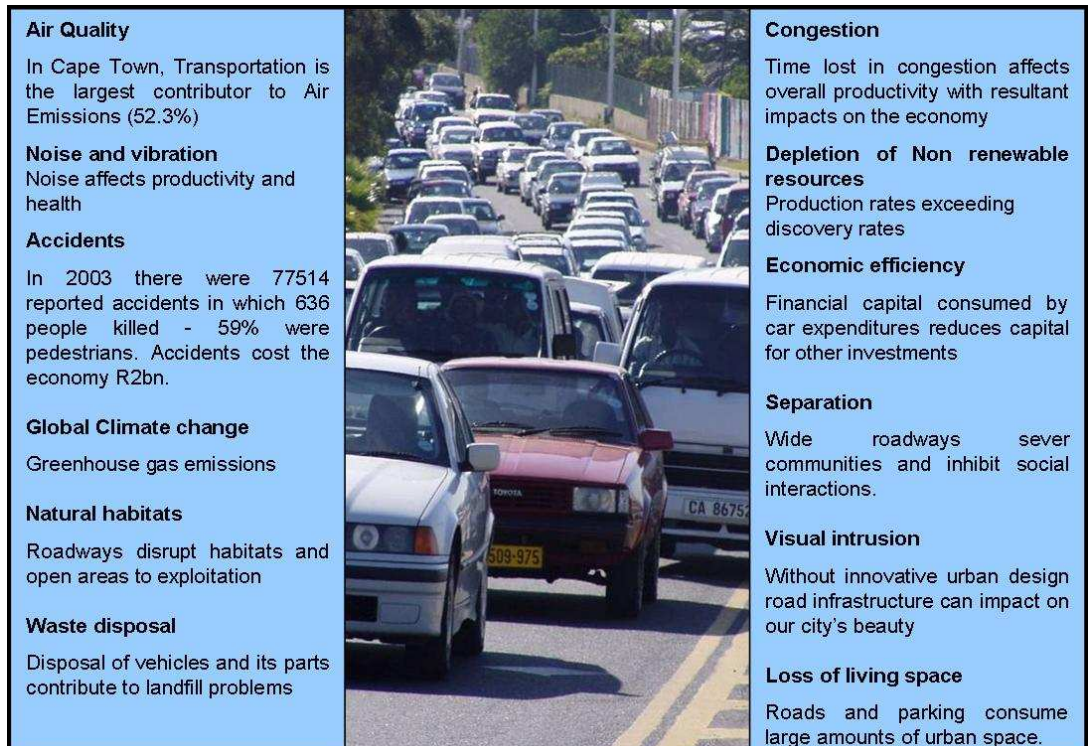 Air Quality
In Cape Town, Transportation is
the largest contributor to Air
Emissions (52.3%)
Noise and vibration
Noise affects productivity and
health
Accidents
In 2003 there were 77514
reported accidents in which 636
people killed - 59% were
pedestrians. Accidents cost the
economy R2bn.
Global Climate change
Greenhouse gas emissions
Natural habitats
Roadways disrupt habitats and
open areas to exploitation
Waste disposal
Disposal of vehicles and its parts
contribute to landfill problems
TOYOTA
509-975
CA 86752
Congestion
Time lost in congestion affects
overall productivity with resultant
impacts on the economy
Depletion of Non renewable
resources
Production rates exceeding
discovery rates
Economic efficiency
Financial capital consumed by
car expenditures reduces capital
for other investments
Separation
Wide roadways sever
communities and inhibit social
interactions.
Visual intrusion
Without innovative urban design
road infrastructure can impact on
our city's beauty
Loss of living space
Roads and parking consume
large amounts of urban space.